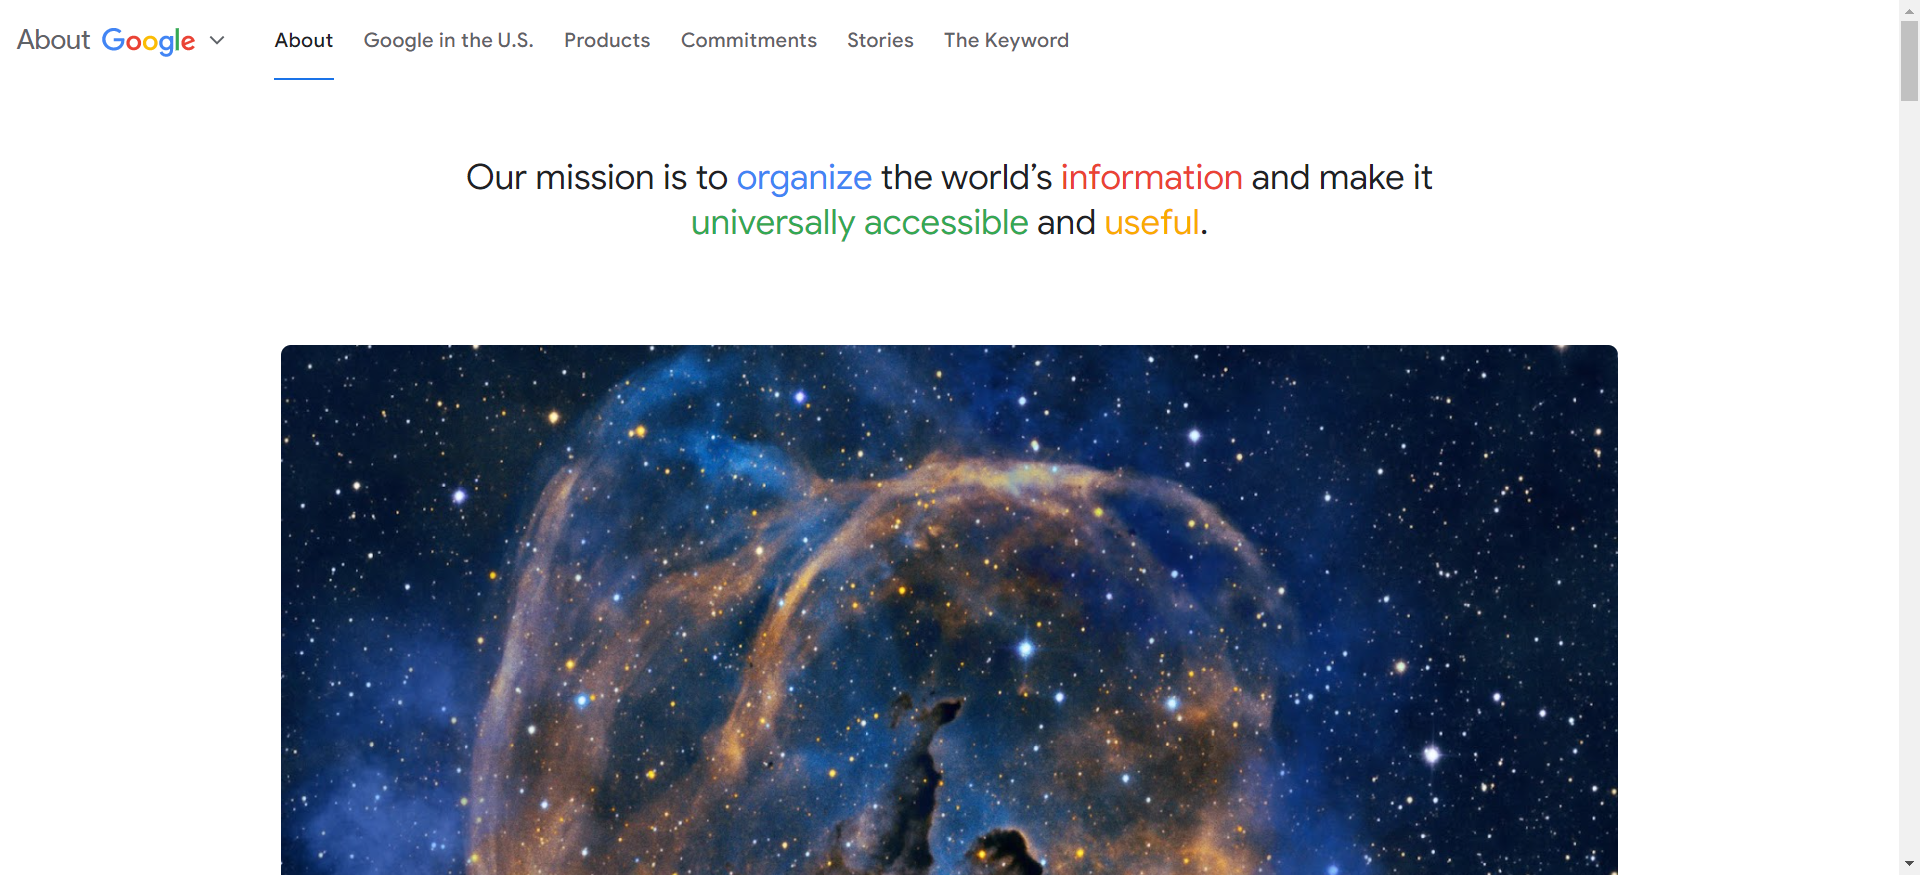 About Google About Google in the U.S. Products Commitments Stories The Keyword
Our mission is to organize the world’s information and make it
universally accessible and useful.